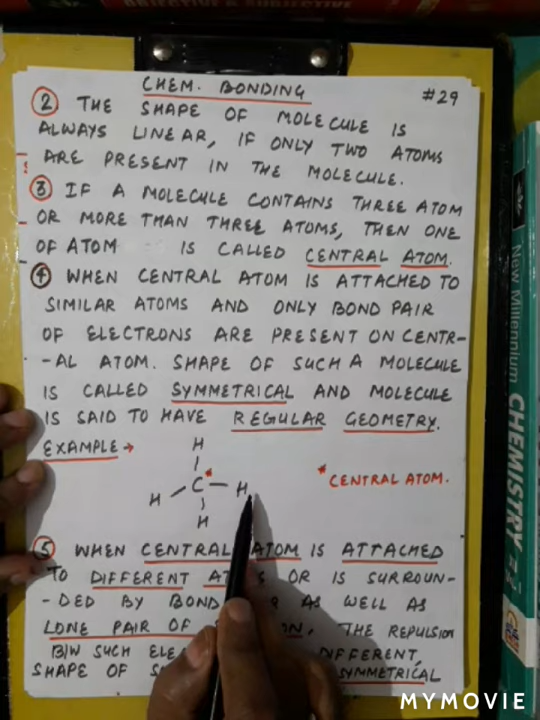 OBJECTIVE & SUBJECTIVE
CHEM. BONDING
#29
② THE SHAPE OF MOLECULE IS
ALWAYS LINEAR, IF ONLY TWO ATOMS
ARE PRESENT IN THE MOLECULE.
③ IF A MOLECULE CONTAINS THREE ATOM
OR MORE THAN THREE ATOMS, THEN ONE
OF ATOM IS CALLED CENTRAL ATOM.
④ WHEN CENTRAL ATOM IS ATTACHED TO
SIMILAR ATOMS AND ONLY BOND PAIR
OF ELECTRONS ARE PRESENT ON CENTR-
-AL ATOM. SHAPE OF SUCH A MOLECULE
IS CALLED SYMMETRICAL AND MOLECULE
IS SAID TO HAVE REGULAR GEOMETRY.
EXAMPLE →
H
H C* H
H
*CENTRAL ATOM.
⑤ WHEN CENTRAL ATOM IS ATTACHED
TO DIFFERENT OR IS SURROUN-
-DED BY BOND AS WELL AS
LONE PAIR OF THE REPULSION
B/W SUCH DIFFERENT,
SHAPE OF SYMMETRICAL
New Millennium CHEMISTRY
MYMOVIE